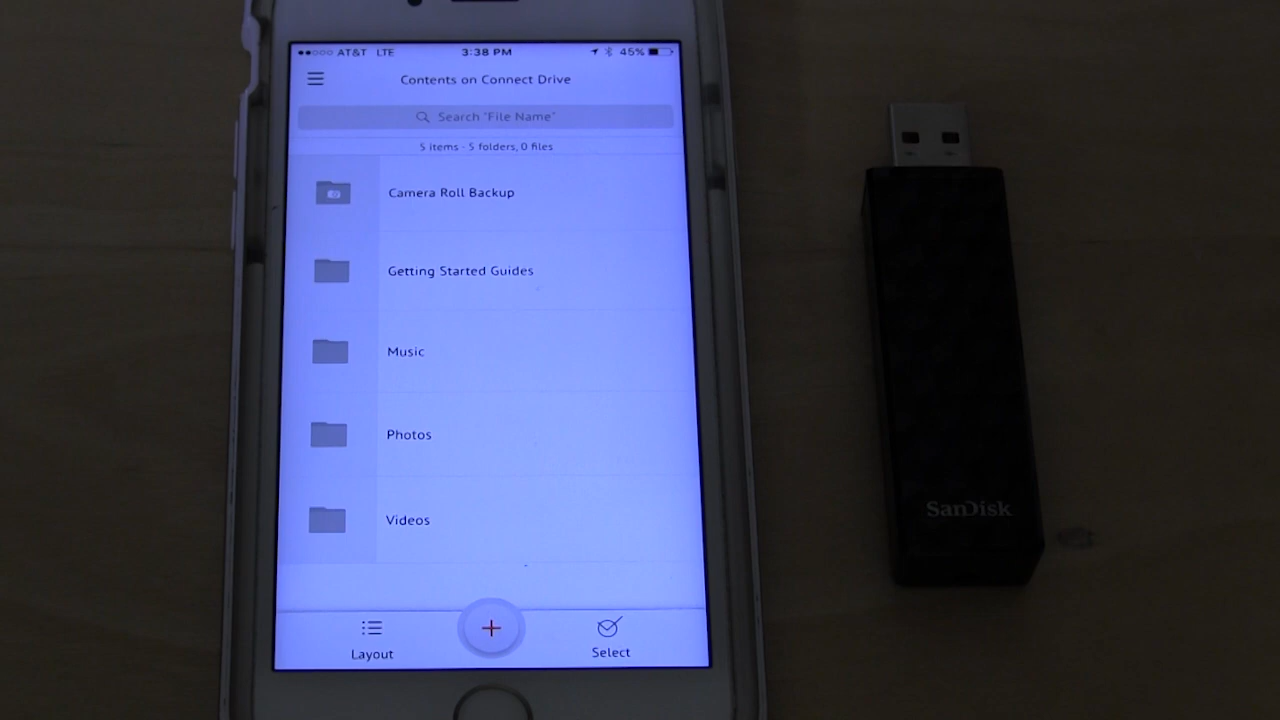 AT&T LTE 3:38 PM 45%
Contents on Connect Drive
Search "File Name"
5 items - 5 folders, 0 files
Camera Roll Backup
Getting Started Guides
Music
Photos
Videos
Layout
Select
SanDisk